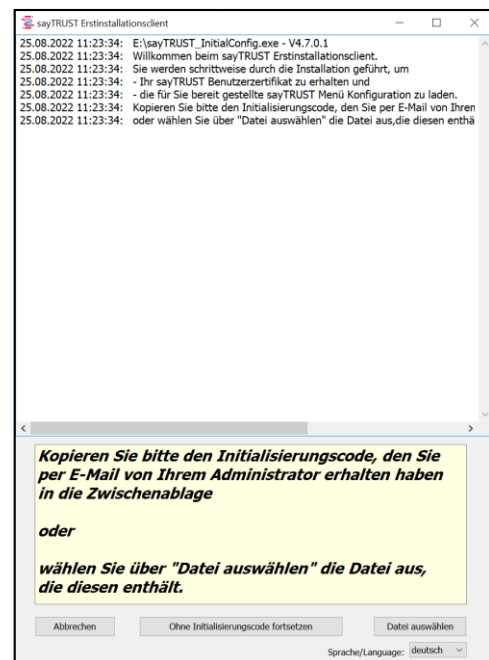 sayTRUST Erstinstallationsclient
25.08.2022 11:23:34: E:\sayTRUST_InitialConfig.exe - V4.7.0.1
25.08.2022 11:23:34: Willkommen beim sayTRUST Erstinstallationsclient.
25.08.2022 11:23:34: Sie werden schrittweise durch die Installation geführt, um
25.08.2022 11:23:34: - Ihr sayTRUST Benutzerzertifikat zu erhalten und
25.08.2022 11:23:34: - die für Sie bereit gestellte sayTRUST Menü Konfiguration zu laden.
25.08.2022 11:23:34: Kopieren Sie bitte den Initialisierungscode, den Sie per E-Mail von Ihren
25.08.2022 11:23:34: oder wählen Sie über "Datei auswählen" die Datei aus,die diesen enthä
Kopieren Sie bitte den Initialisierungscode, den Sie
per E-Mail von Ihrem Administrator erhalten haben
in die Zwischenablage
oder
wählen Sie über "Datei auswählen" die Datei aus,
die diesen enthält.
Abbrechen Ohne Initialisierungscode fortsetzen Datei auswählen
Sprache/Language: deutsch